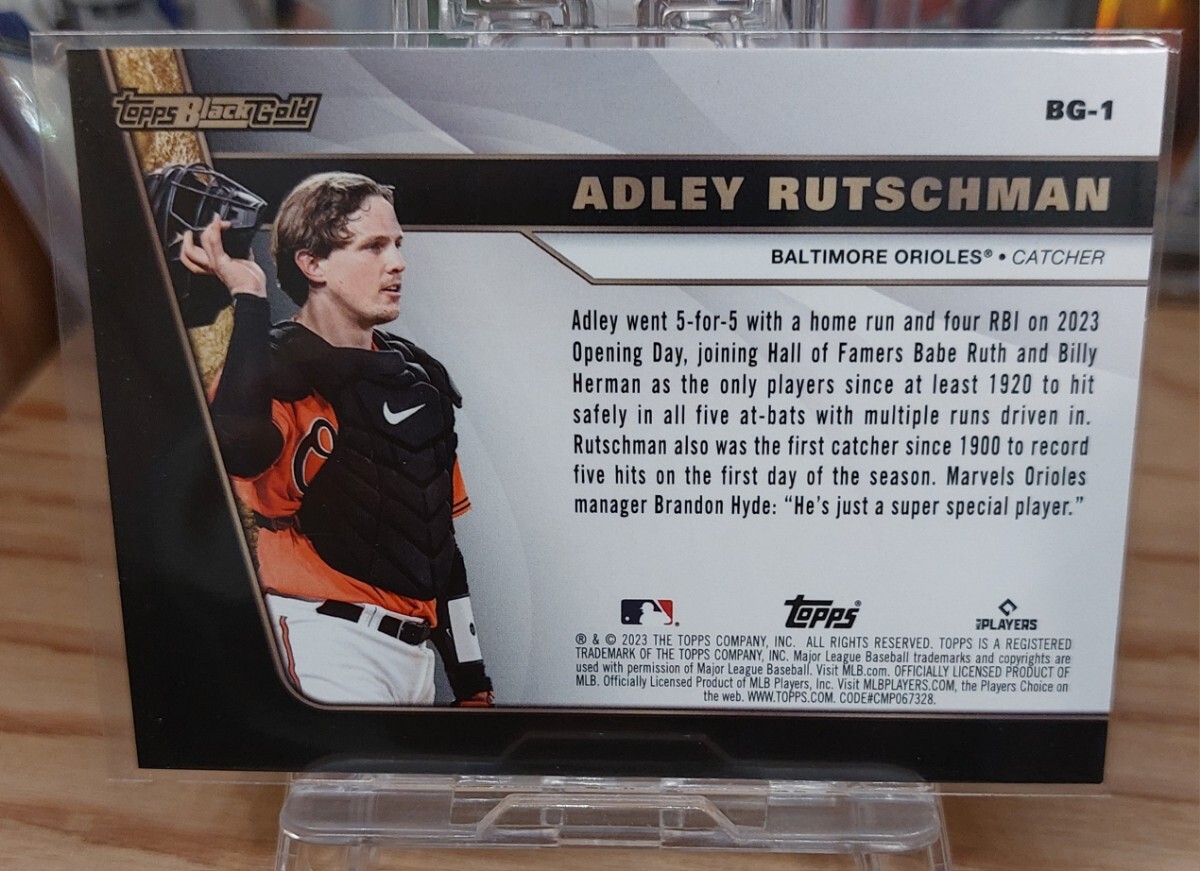 Topps Black Gold
BG-1
ADLEY RUTSCHMAN
BALTIMORE ORIOLES® • CATCHER
Adley went 5-for-5 with a home run and four RBI on 2023
Opening Day, joining Hall of Famers Babe Ruth and Billy
Herman as the only players since at least 1920 to hit
safely in all five at-bats with multiple runs driven in.
Rutschman also was the first catcher since 1900 to record
five hits on the first day of the season. Marvels Orioles
manager Brandon Hyde: “He's just a super special player.”
Topps®
MLB PLAYERS
® & © 2023 THE TOPPS COMPANY, INC. ALL RIGHTS RESERVED. TOPPS IS A REGISTERED
TRADEMARK OF THE TOPPS COMPANY, INC. Major League Baseball trademarks and copyrights are
used with permission of Major League Baseball. Visit MLB.com. OFFICIALLY LICENSED PRODUCT OF
MLB. Officially Licensed Product of MLB Players, Inc. Visit MLBPLAYERS.COM, the Players Choice on
the web. WWW.TOPPS.COM. CODE#CMP067328.